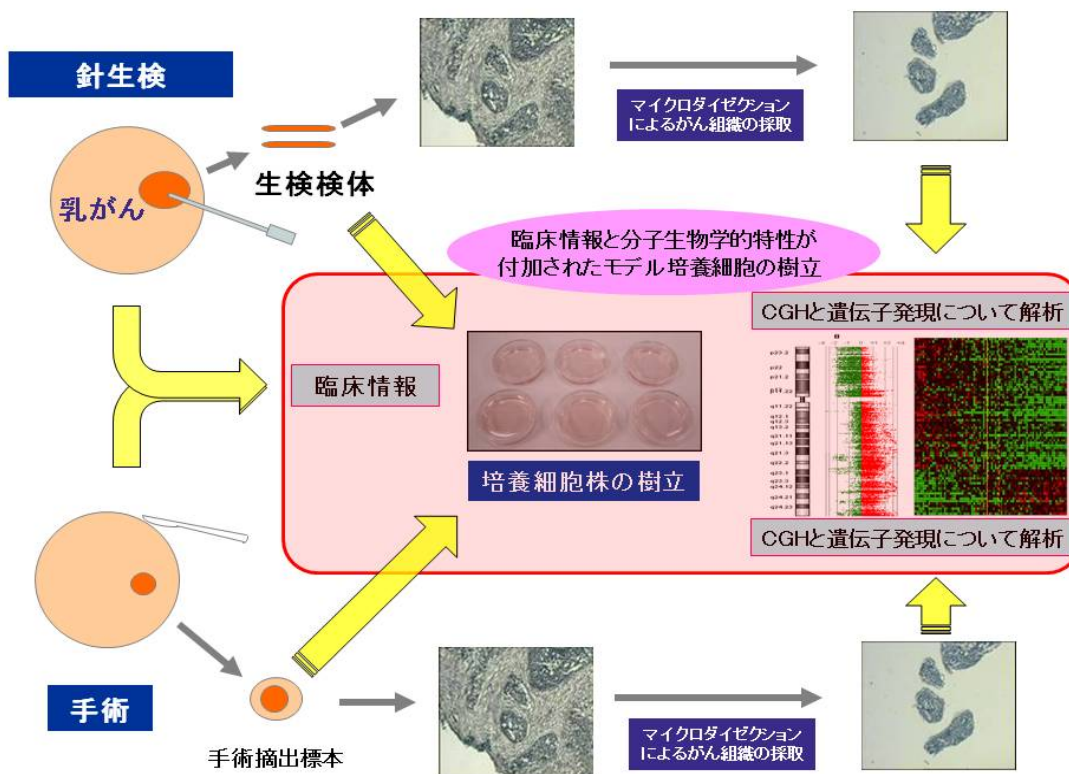 針生検
乳がん
生検検体
マイクロダイゼクション
によるがん組織の採取
臨床情報と分子生物学的特性が
付加されたモデル培養細胞の樹立
CGHと遺伝子発現について解析
臨床情報
培養細胞株の樹立
CGHと遺伝子発現について解析
手術
手術摘出標本
マイクロダイゼクション
によるがん組織の採取